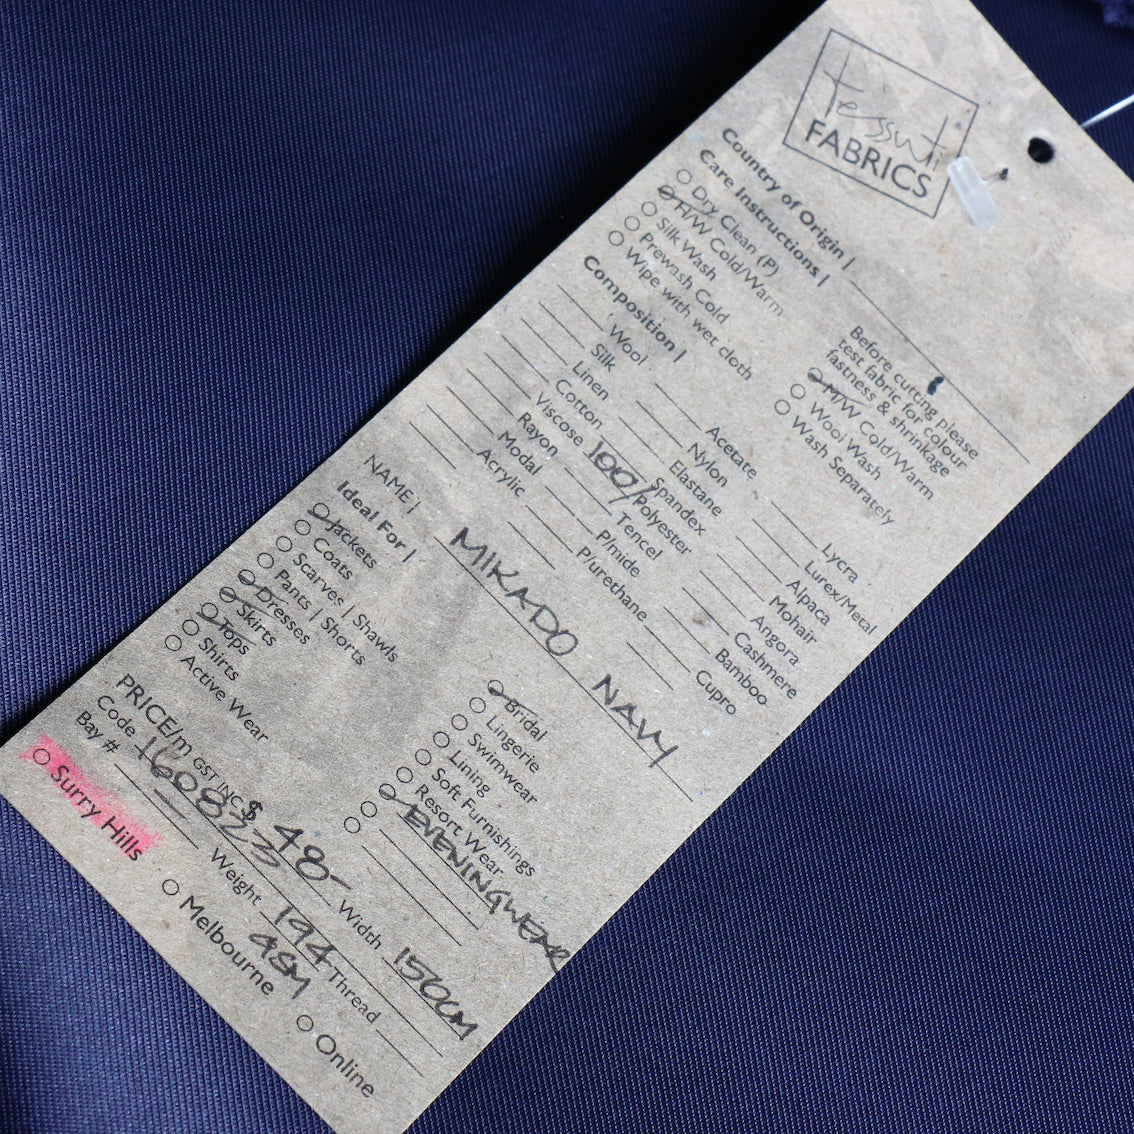 tessuti
FABRICS
Country of Origin |
Care Instructions |
Dry Clean (P)
H/W Cold/Warm
Silk Wash
Prewash Cold
Wipe with wet cloth
Before cutting please
test fabric for colour
fastness & shrinkage
M/W Cold/Warm
Wool Wash
Wash Separately
Composition |
Wool
Silk
Linen
Cotton
Viscose
Rayon
Modal
Acrylic
Acetate
Nylon
Elastane
Spandex
100/ Polyester
Tencel
P/mide
P/urethane
Lycra
Lurex/Metal
Alpaca
Mohair
Angora
Cashmere
Bamboo
Cupro
NAME | MIKADO NAVY
Ideal For |
Jackets
Coats
Scarves | Shawls
Pants | Shorts
Dresses
Skirts
Tops
Shirts
Active Wear
Bridal
Lingerie
Swimwear
Lining
Soft Furnishings
Resort Wear
EVENINGWEAR
PRICE/m GST INC. $ 48- Width 150CM
Code 160823 Weight 194 GSM Thread
Bay #
Surry Hills Melbourne Online